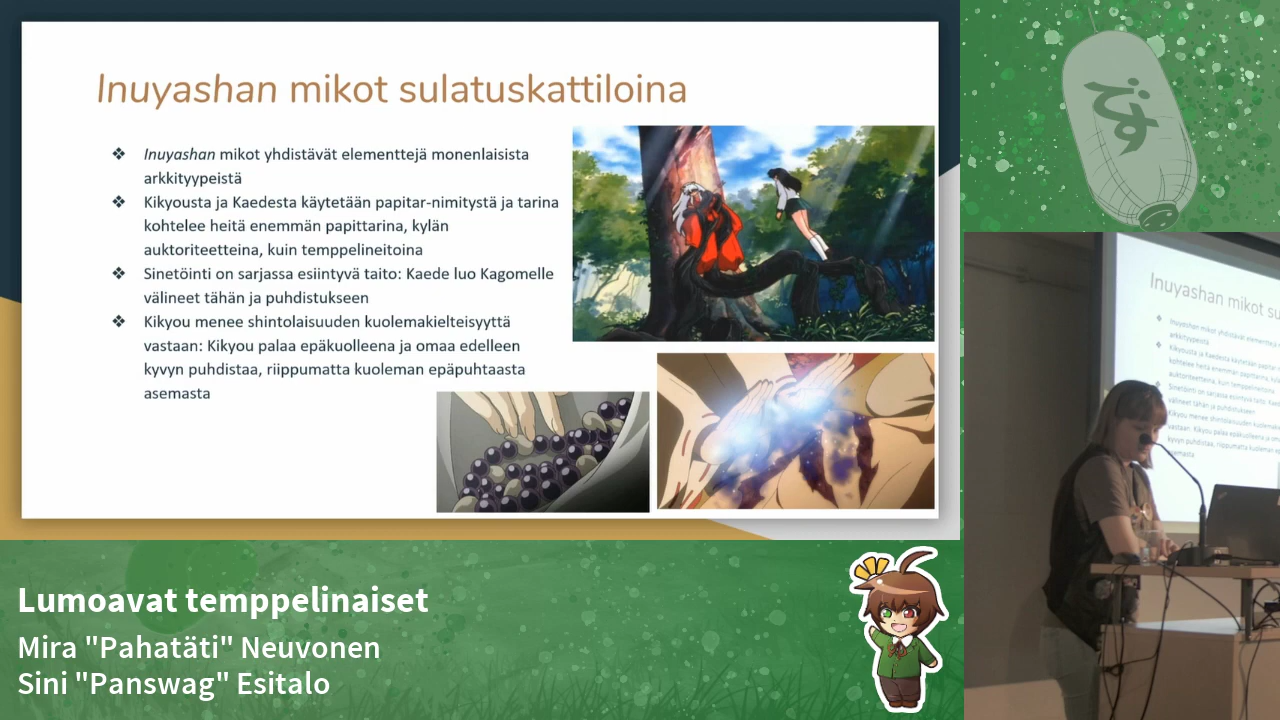 Inuyashan mikot sulatuskattiloina
❖ Inuyashan mikot yhdistävät elementtejä monenlaisista
arkkityypeistä
❖ Kikyousta ja Kaedesta käytetään papitar-nimitystä ja tarina
kohtelee heitä enemmän papittarina, kylän
auktoriteetteina, kuin temppelineitoina
❖ Sinetöinti on sarjassa esiintyvä taito: Kaede luo Kagomelle
välineet tähän ja puhdistukseen
❖ Kikyou menee shintolaisuuden kuolemakielteisyyttä
vastaan: Kikyou palaa epäkuolleena ja omaa edelleen
kyvyn puhdistaa, riippumatta kuoleman epäpuhtaasta
asemasta
Inuyashan mikot su
Lumoavat temppelinaiset
Mira "Pahatäti" Neuvonen
Sini "Panswag" Esitalo